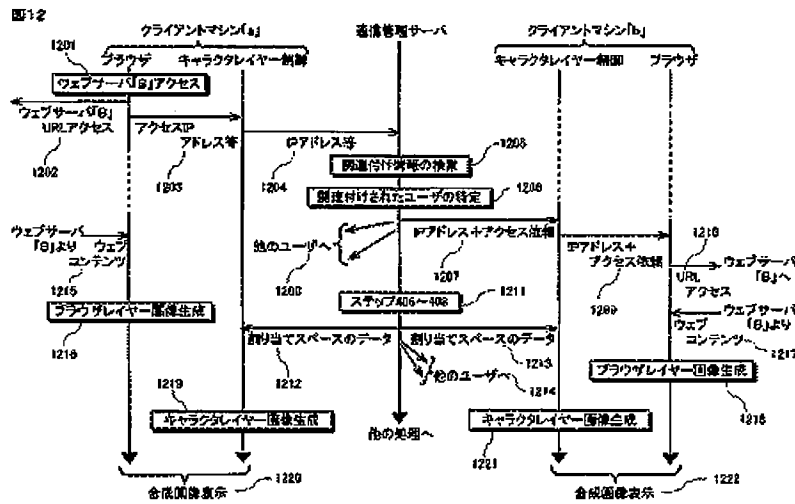 図12
クライアントマシン「a」
画像管理サーバ
クライアントマシン「b」
1201
ブラウザ
キャラクタレイヤー制御
キャラクタレイヤー制御
ブラウザ
ウェブサーバ「S」アクセス
ウェブサーバ「S」
URLアクセス
1202
アクセスIP
アドレス等
1203
IPアドレス等
1204
関連付け情報の検索
1205
関連付けされたユーザの特定
1206
他のユーザへ
1208
IPアドレス+アクセス依頼
1207
IPアドレス+
アクセス依頼
1209
1210
URL
アクセス
ウェブサーバ
「S」へ
ウェブサーバ
「S」より
ウェブ
コンテンツ
1215
ステップ406~408
1211
ウェブサーバ
「S」より
ウェブ
コンテンツ
1217
ブラウザレイヤー画像生成
1216
割り当てスペースのデータ
1212
割り当てスペースのデータ
1213
他のユーザへ
1214
ブラウザレイヤー画像生成
1218
1219
キャラクタレイヤー画像生成
他の処理へ
キャラクタレイヤー画像生成
1221
合成画像表示
1220
合成画像表示
1222